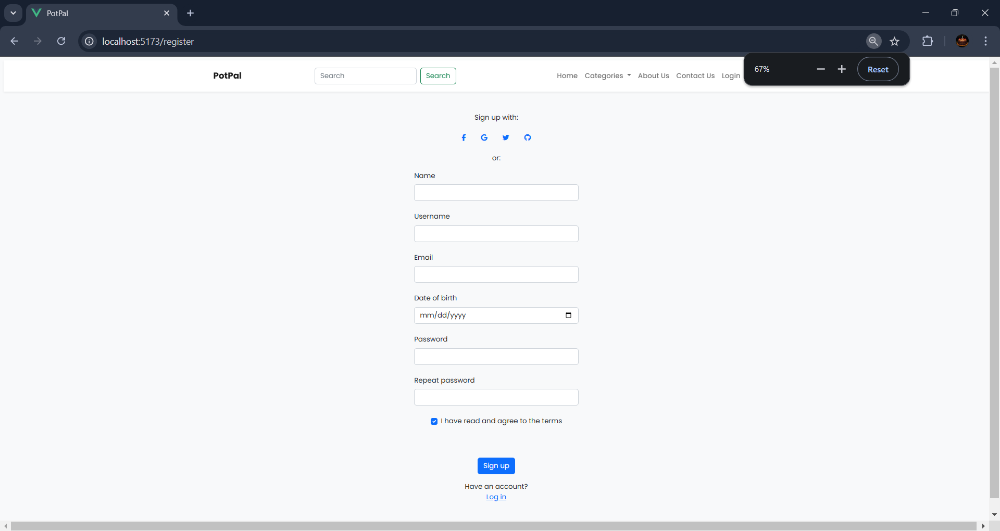 PotPal
localhost:5173/register
67%
Reset
PotPal
Search
Search
Home
Categories
About Us
Contact Us
Login
Sign up with:
or:
Name
Username
Email
Date of birth
mm/dd/yyyy
Password
Repeat password
I have read and agree to the terms
Sign up
Have an account?
Log in